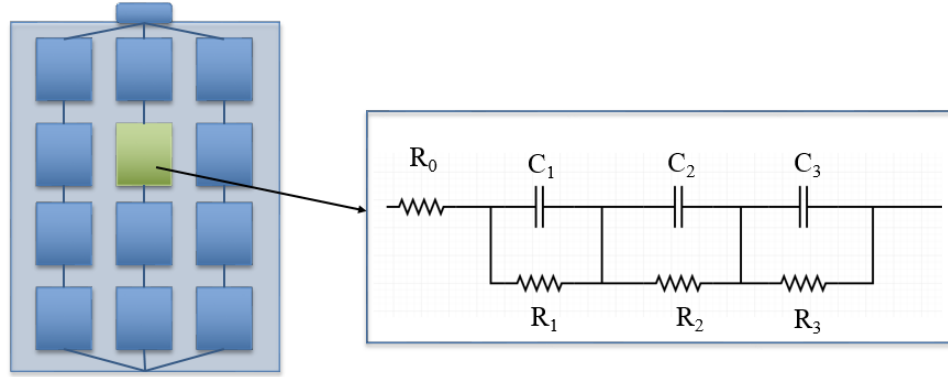 R₀ C₁ C₂ C₃
R₁ R₂ R₃